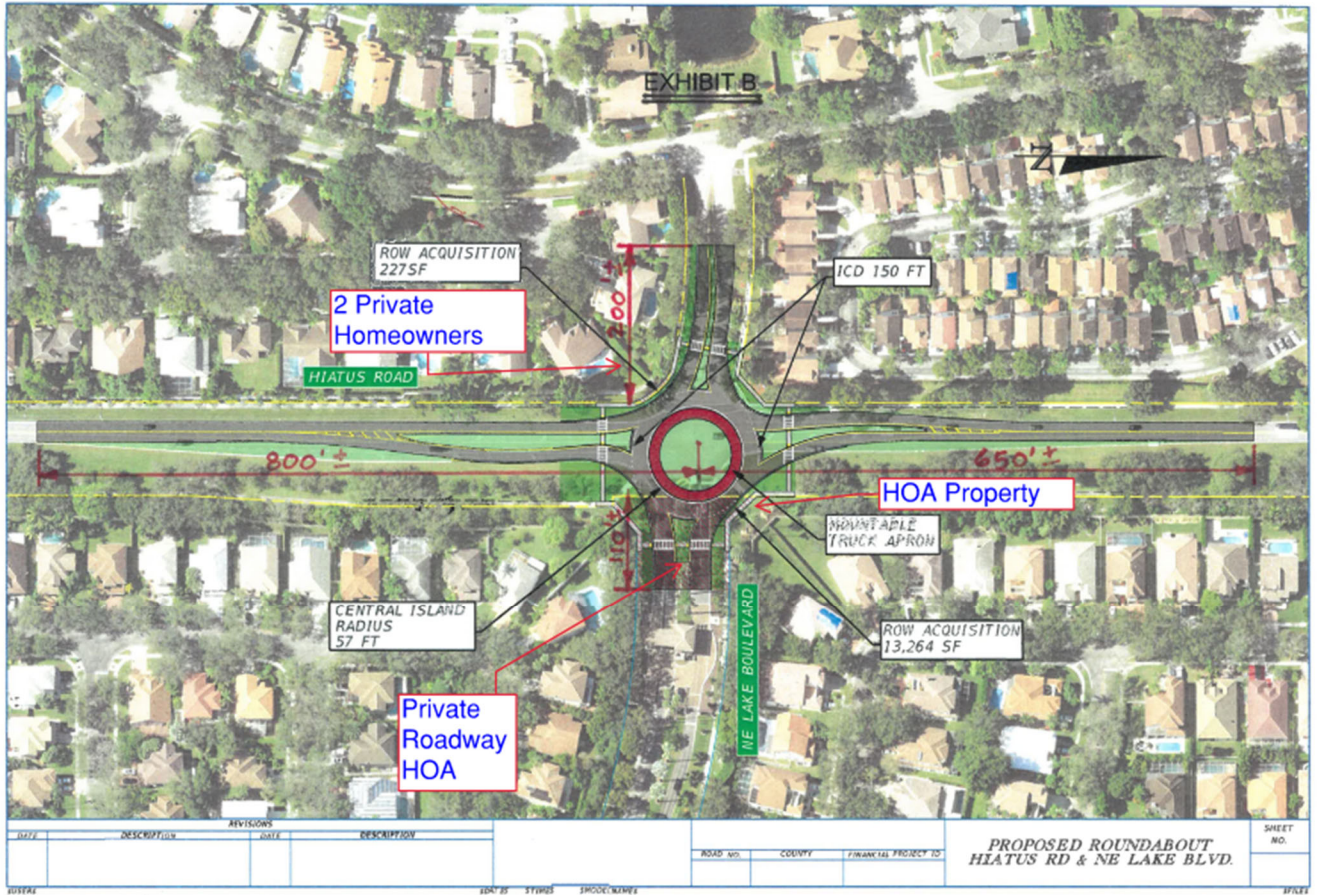 EXHIBIT B
Z
ROW ACQUISITION
227SF
ICD 150 FT
2 Private
Homeowners
200'±
HIATUS ROAD
800'±
650'±
HOA Property
MOUNTABLE
TRUCK APRON
110'±
CENTRAL ISLAND
RADIUS
57 FT
NE LAKE BOULEVARD
ROW ACQUISITION
13,264 SF
Private
Roadway
HOA
REVISIONS
DATE DESCRIPTION DATE DESCRIPTION
ROAD NO. COUNTY FINANCIAL PROJECT ID
PROPOSED ROUNDABOUT
HIATUS RD & NE LAKE BLVD.
SHEET
NO.